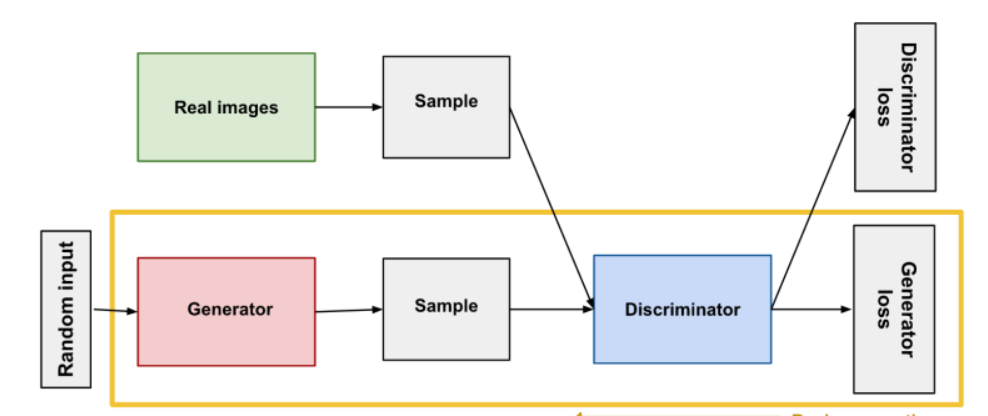 Real images
Sample
Discriminator
loss
Random input
Generator
Sample
Discriminator
Generator
loss